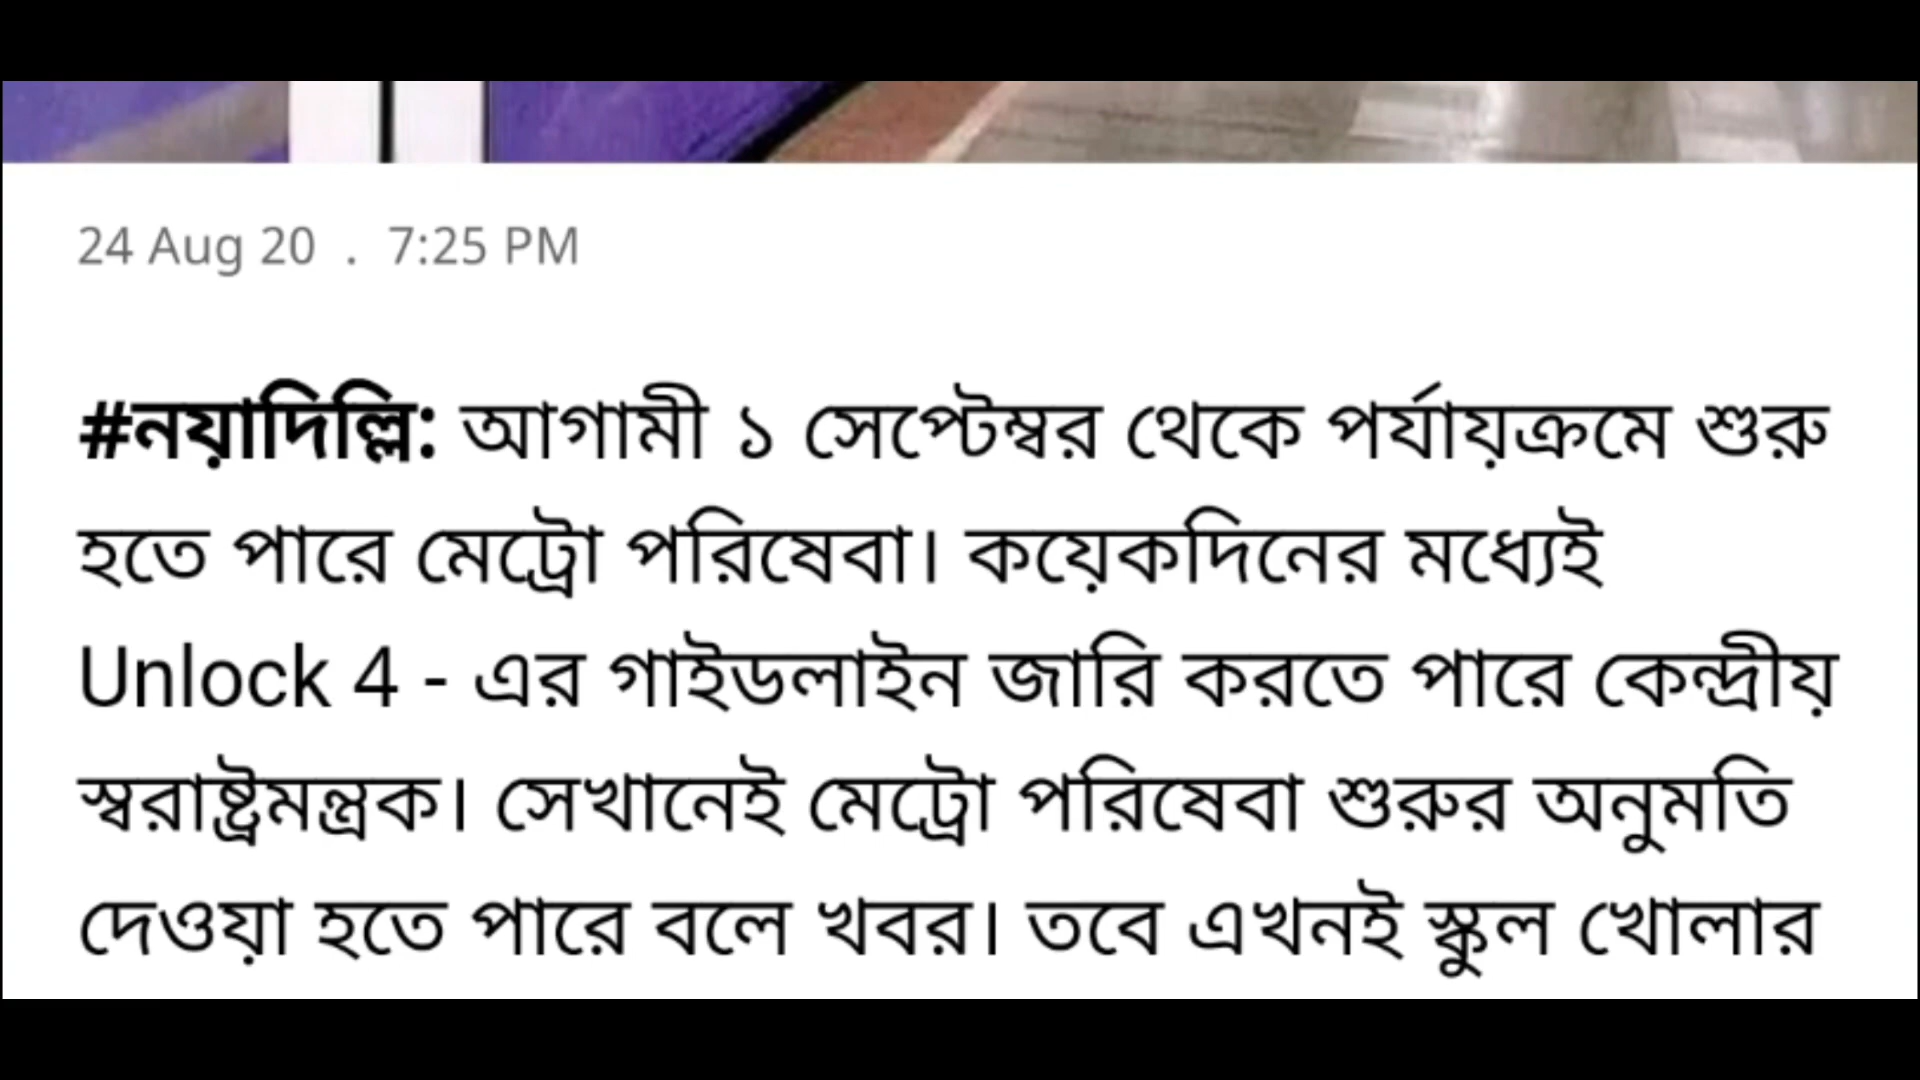 24 Aug 20 . 7:25 PM
#নয়াদিল্লি: আগামী ১ সেপ্টেম্বর থেকে পর্যায়ক্রমে শুরু
হতে পারে মেট্রো পরিষেবা। কয়েকদিনের মধ্যেই
Unlock 4 - এর গাইডলাইন জারি করতে পারে কেন্দ্রীয়
স্বরাষ্ট্রমন্ত্রক। সেখানেই মেট্রো পরিষেবা শুরুর অনুমতি
দেওয়া হতে পারে বলে খবর। তবে এখনই স্কুল খোলার